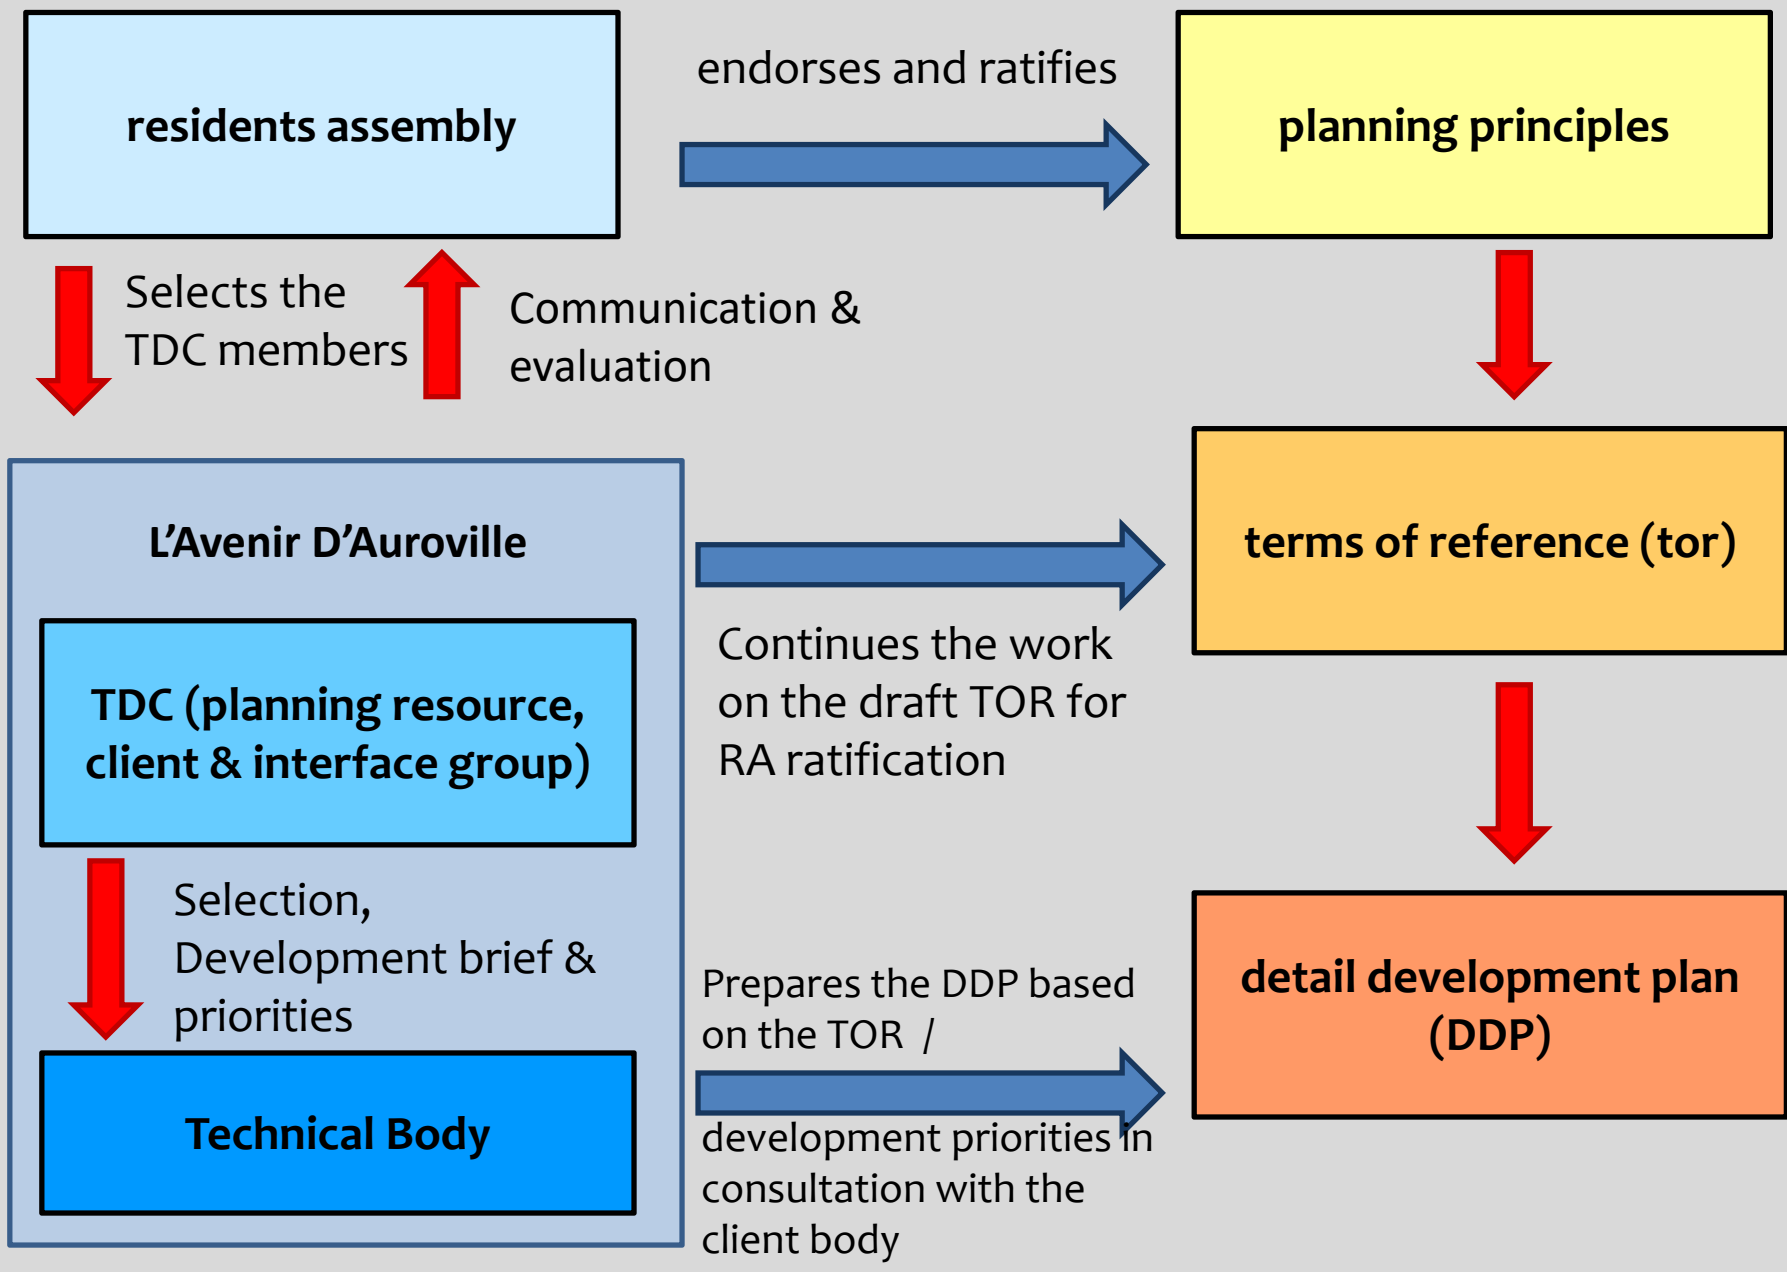 residents assembly
endorses and ratifies
planning principles
Selects the
TDC members
Communication &
evaluation
L’Avenir D’Auroville
terms of reference (tor)
TDC (planning resource,
client & interface group)
Continues the work
on the draft TOR for
RA ratification
Selection,
Development brief &
priorities
Technical Body
Prepares the DDP based
on the TOR /
development priorities in
consultation with the
client body
detail development plan
(DDP)